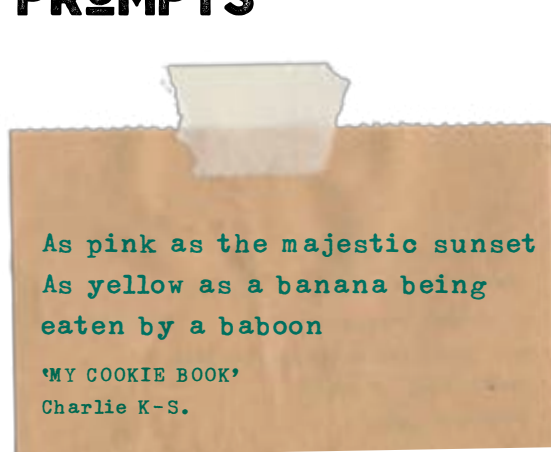 PROMPTS
As pink as the majestic sunset
As yellow as a banana being
eaten by a baboon
‘MY COOKIE BOOK’
Charlie K-S.